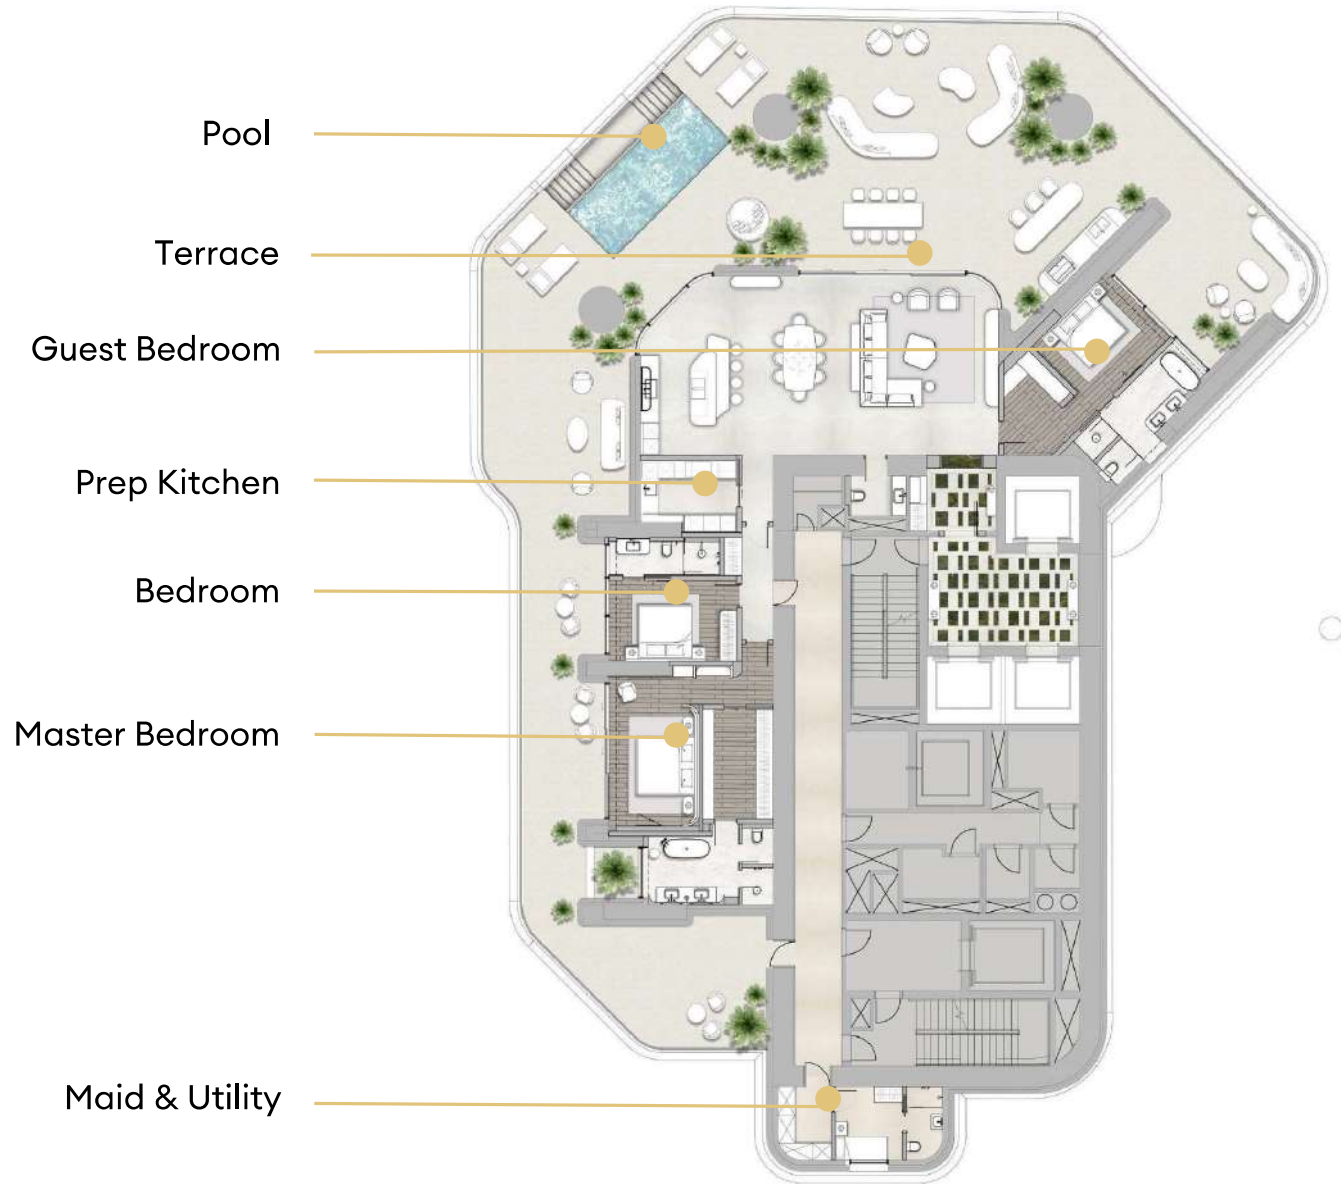 Pool
Terrace
Guest Bedroom
Prep Kitchen
Bedroom
Master Bedroom
Maid & Utility